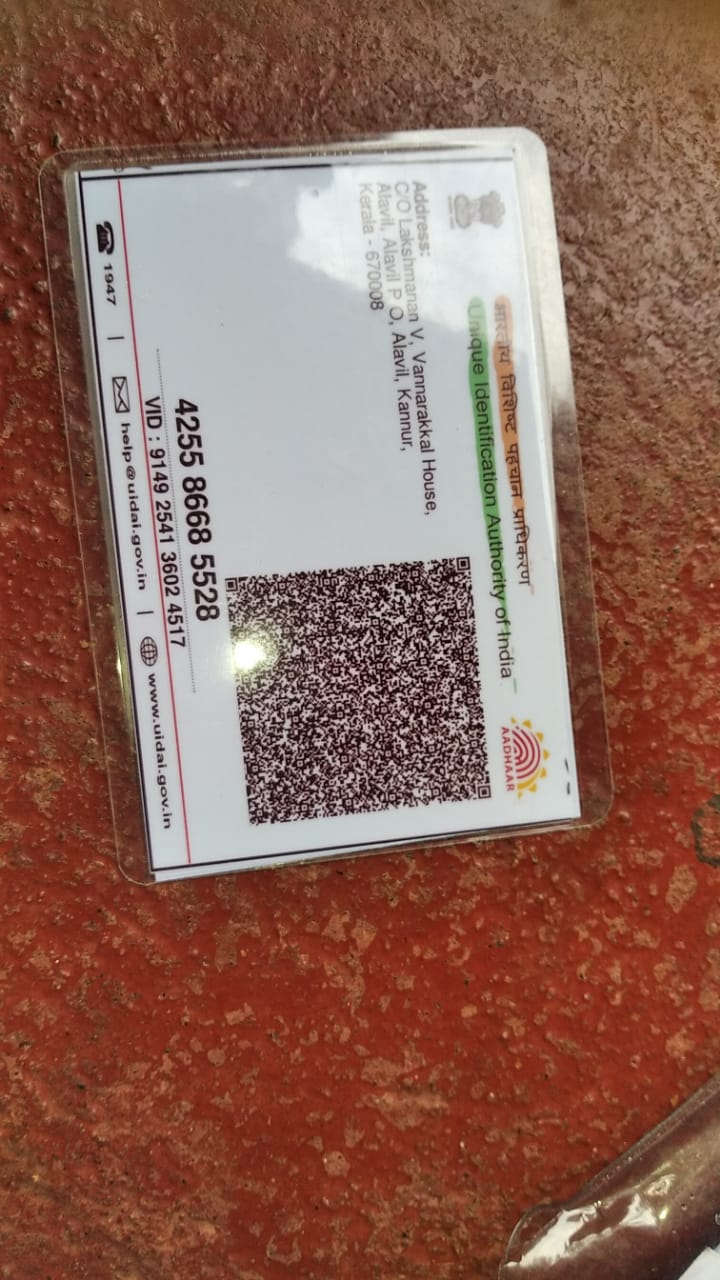 भारतीय विशिष्ट पहचान प्राधिकरण
Unique Identification Authority of India
AADHAAR
Address:
C/O Lakshmanan V, Vannarakkal House,
Alavil, Alavil P O, Alavil, Kannur,
Kerala - 670008
4255 8668 5528
VID : 9149 2541 3602 4517
1947 | help@uidai.gov.in | www.uidai.gov.in